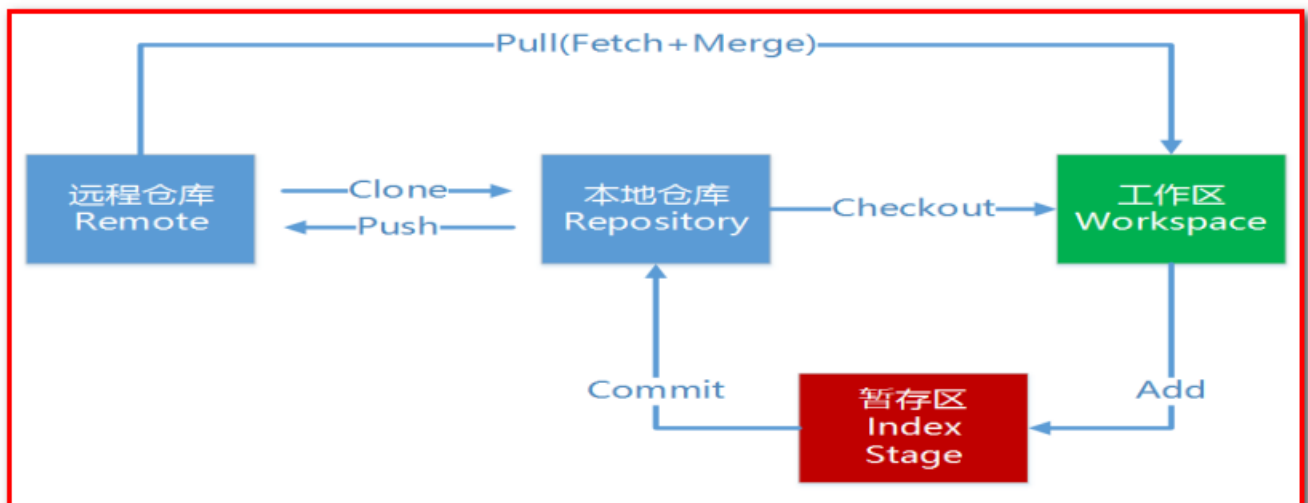 Pull(Fetch+Merge)
远程仓库
Remote
Clone
Push
本地仓库
Repository
Checkout
工作区
Workspace
Commit
暂存区
Index
Stage
Add